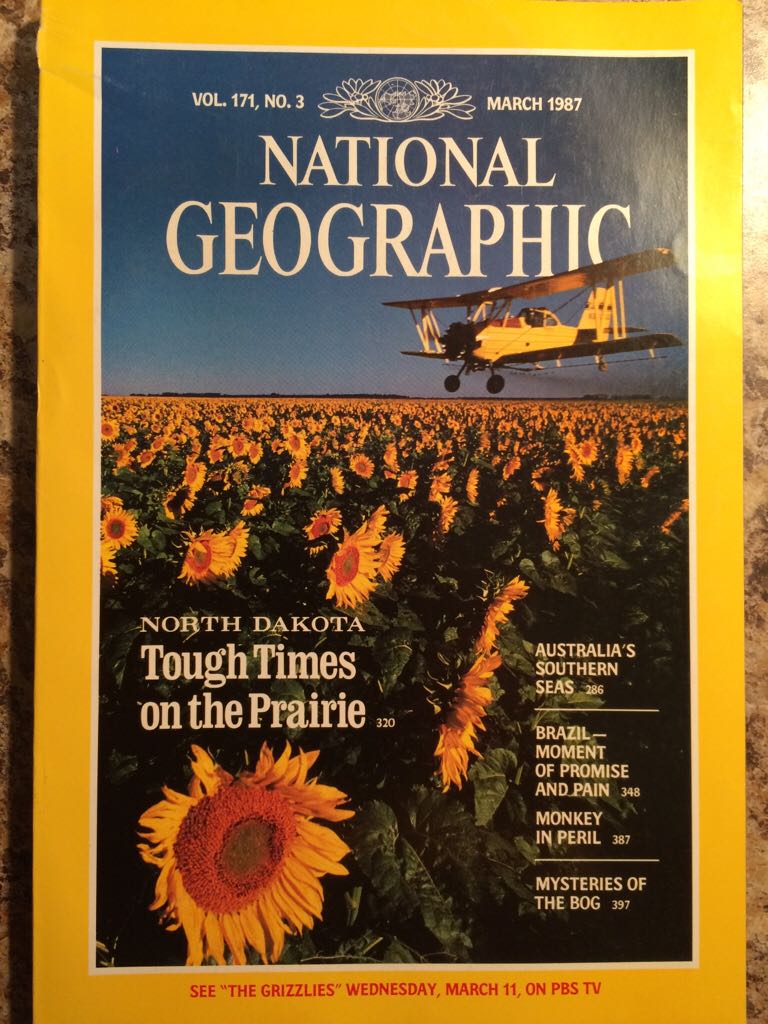 VOL. 171, NO. 3
MARCH 1987
NATIONAL
GEOGRAPHIC
NORTH DAKOTA
Tough Times
on the Prairie 320
AUSTRALIA'S
SOUTHERN
SEAS 286
BRAZIL—
MOMENT
OF PROMISE
AND PAIN 348
MONKEY
IN PERIL 387
MYSTERIES OF
THE BOG 397
SEE "THE GRIZZLIES" WEDNESDAY, MARCH 11, ON PBS TV